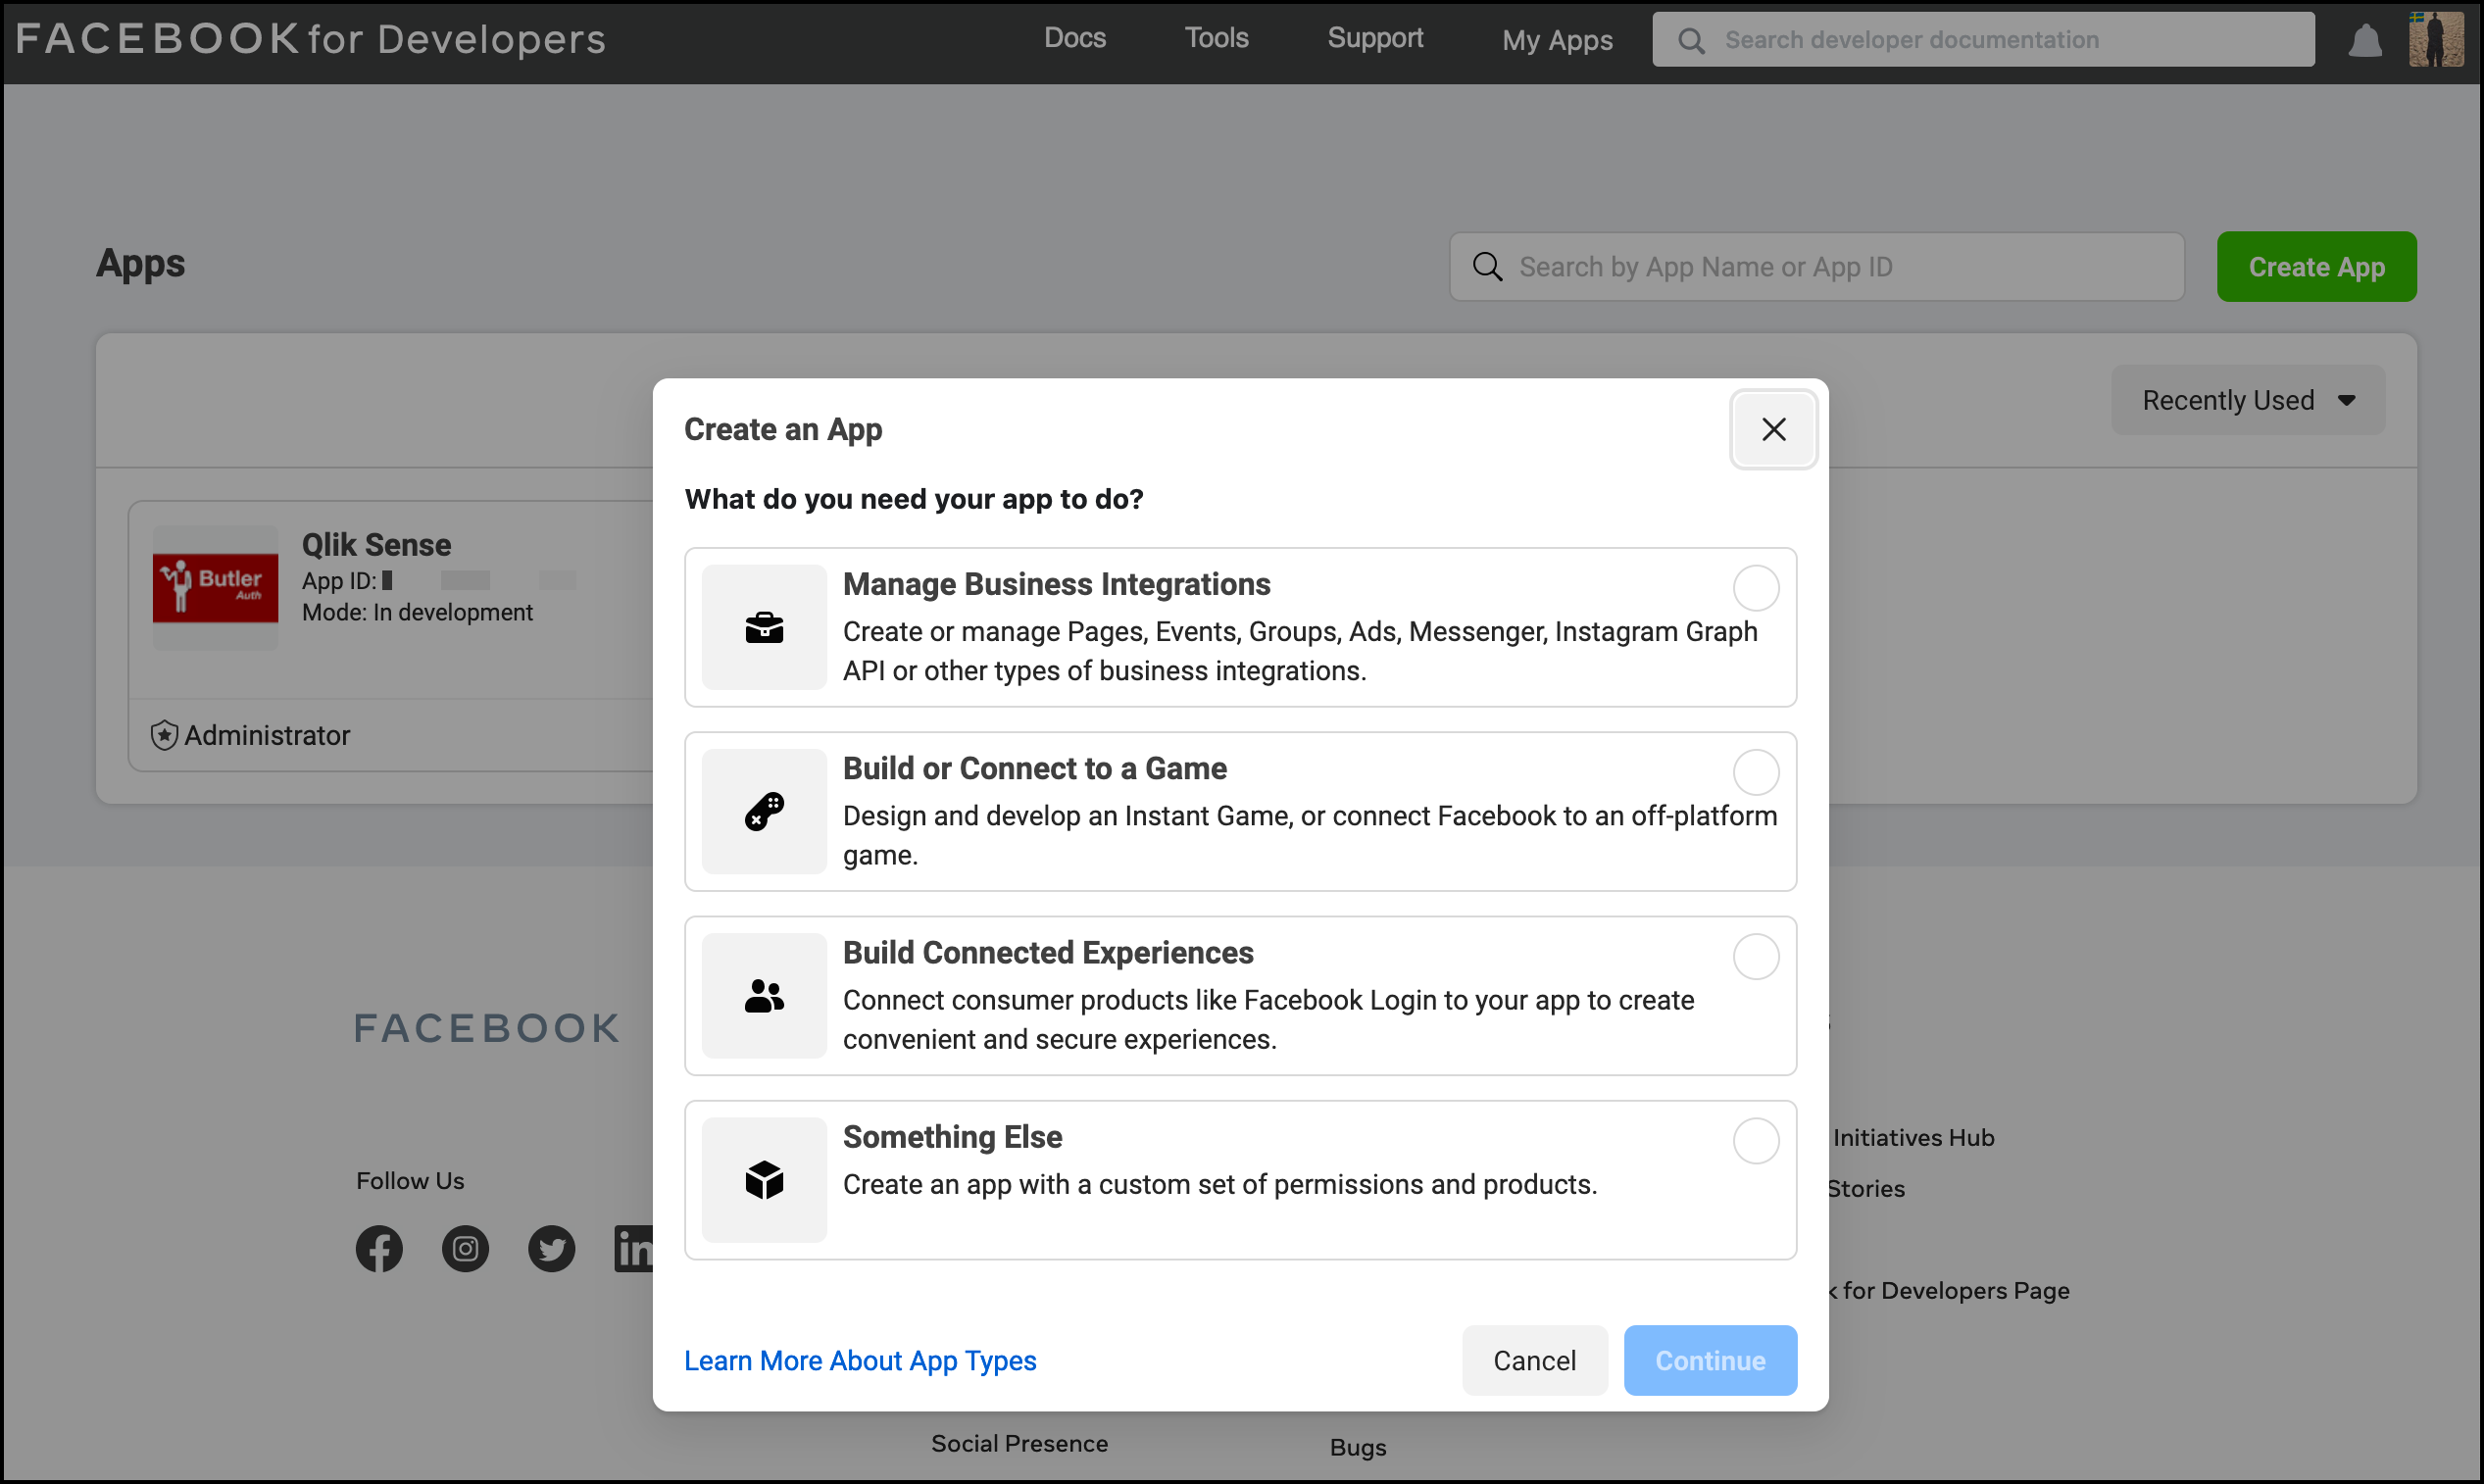 FACEBOOK for Developers
Docs
Tools
Support
My Apps
Search developer documentation
Apps
Search by App Name or App ID
Create App
Recently Used
Butler
Auth
Qlik Sense
App ID:
Mode: In development
Administrator
Create an App
What do you need your app to do?
Manage Business Integrations
Create or manage Pages, Events, Groups, Ads, Messenger, Instagram Graph
API or other types of business integrations.
Build or Connect to a Game
Design and develop an Instant Game, or connect Facebook to an off-platform
game.
Build Connected Experiences
Connect consumer products like Facebook Login to your app to create
convenient and secure experiences.
Something Else
Create an app with a custom set of permissions and products.
Learn More About App Types
Cancel
Continue
FACEBOOK
Follow Us
in
Initiatives Hub
Stories
k for Developers Page
Social Presence
Bugs